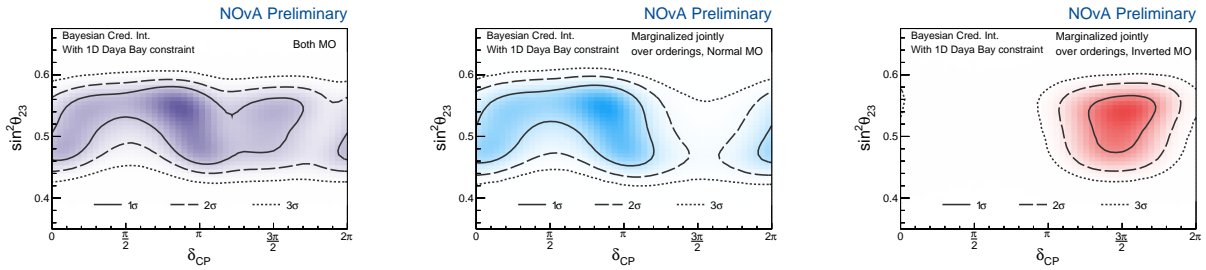 NOvA Preliminary
Bayesian Cred. Int.
With 1D Daya Bay constraint
Both MO
0.6
0.5
0.4
sin²θ₂₃
1σ 2σ 3σ
0 π/2 π 3π/2 2π
δCP
NOvA Preliminary
Bayesian Cred. Int.
With 1D Daya Bay constraint
Marginalized jointly
over orderings, Normal MO
0.6
0.5
0.4
sin²θ₂₃
1σ 2σ 3σ
0 π/2 π 3π/2 2π
δCP
NOvA Preliminary
Bayesian Cred. Int.
With 1D Daya Bay constraint
Marginalized jointly
over orderings, Inverted MO
0.6
0.5
0.4
sin²θ₂₃
1σ 2σ 3σ
0 π/2 π 3π/2 2π
δCP